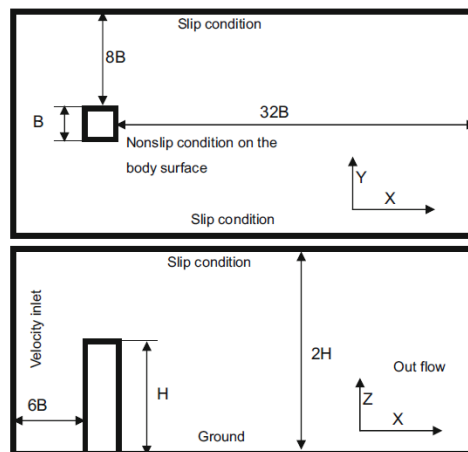 Slip condition
8B
B
32B
Nonslip condition on the
body surface
Y
X
Slip condition
Slip condition
Velocity inlet
2H
Out flow
6B
H
Z
X
Ground